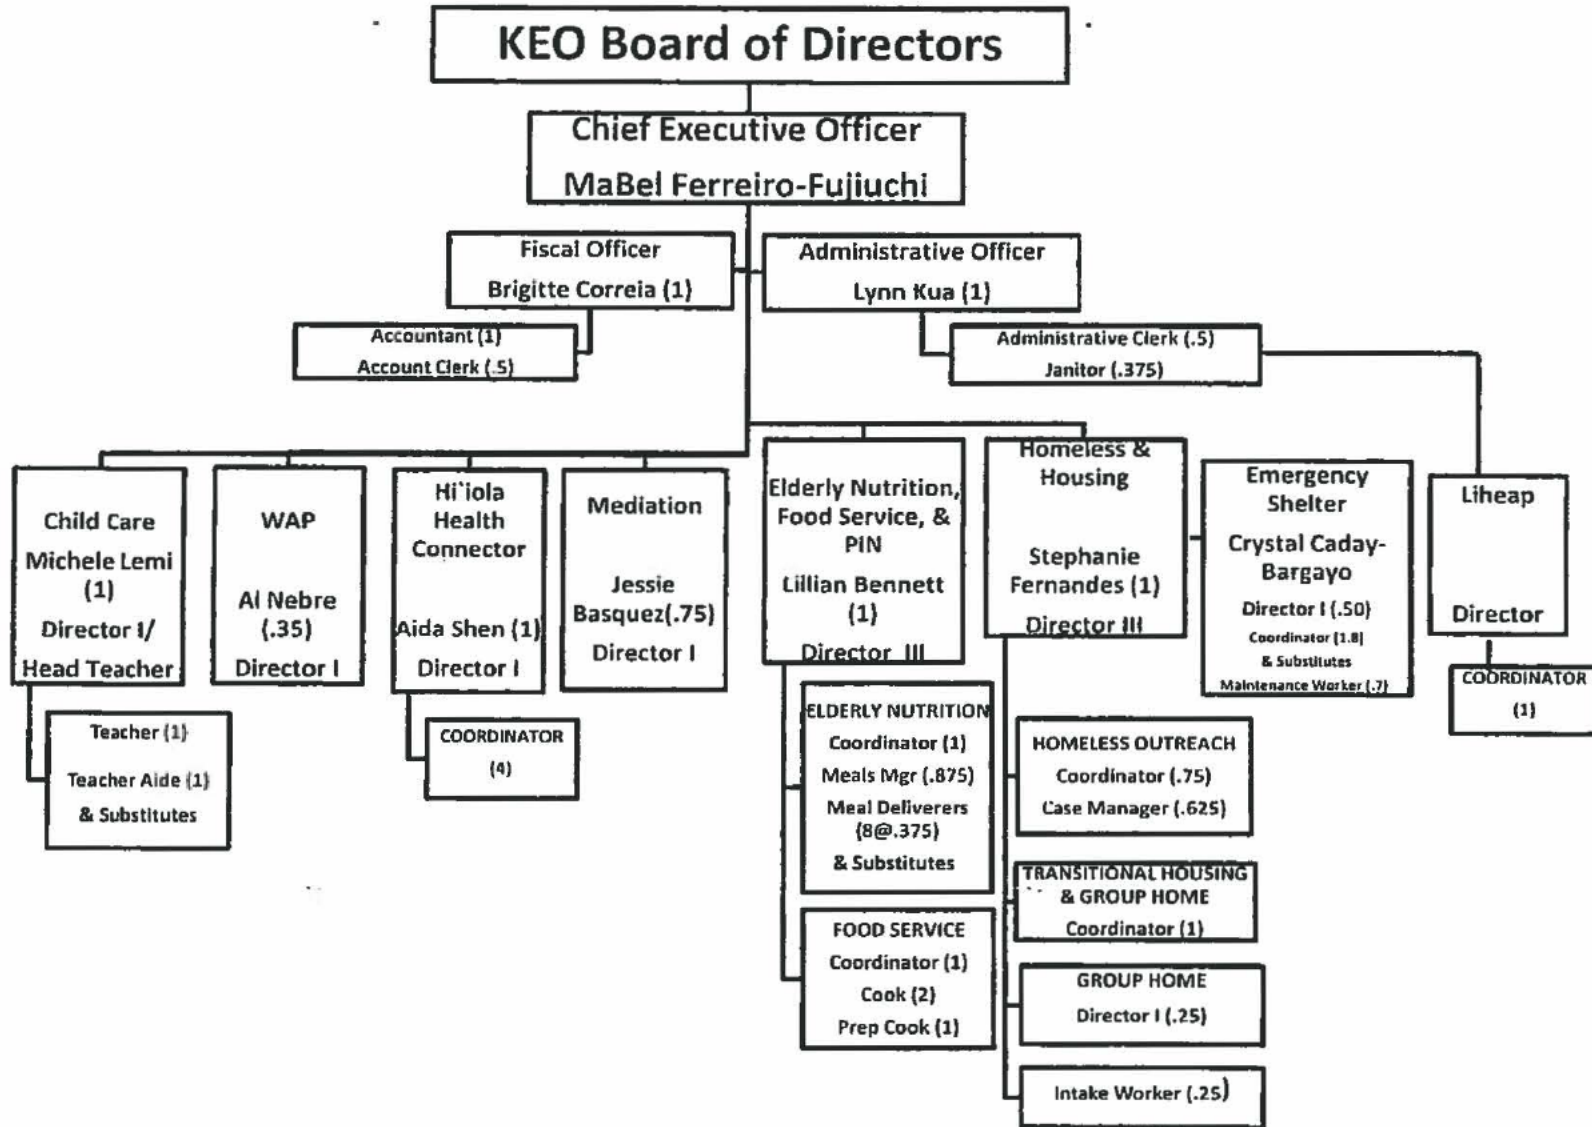 KEO Board of Directors
Chief Executive Officer
MaBel Ferreiro-Fujiuchi
Fiscal Officer
Brigitte Correia (1)
Administrative Officer
Lynn Kua (1)
Accountant (1)
Account Clerk (.5)
Administrative Clerk (.5)
Janitor (.375)
Child Care
Michele Lemi
(1)
Director I/
Head Teacher
WAP
Al Nebre
(.35)
Director I
Hi`iola
Health
Connector
Aida Shen (1)
Director I
Mediation
Jessie
Basquez(.75)
Director I
Elderly Nutrition,
Food Service, &
PIN
Lillian Bennett
(1)
Director III
Homeless &
Housing
Stephanie
Fernandes (1)
Director III
Emergency
Shelter
Crystal Caday-
Bargayo
Director I (.50)
Coordinator (1.8)
& Substitutes
Maintenance Worker (.7)
Liheap
Director
COORDINATOR
(1)
Teacher (1)
Teacher Aide (1)
& Substitutes
COORDINATOR
(4)
ELDERLY NUTRITION
Coordinator (1)
Meals Mgr (.875)
Meal Deliverers
(8@.375)
& Substitutes
FOOD SERVICE
Coordinator (1)
Cook (2)
Prep Cook (1)
HOMELESS OUTREACH
Coordinator (.75)
Case Manager (.625)
TRANSITIONAL HOUSING
& GROUP HOME
Coordinator (1)
GROUP HOME
Director I (.25)
Intake Worker (.25)